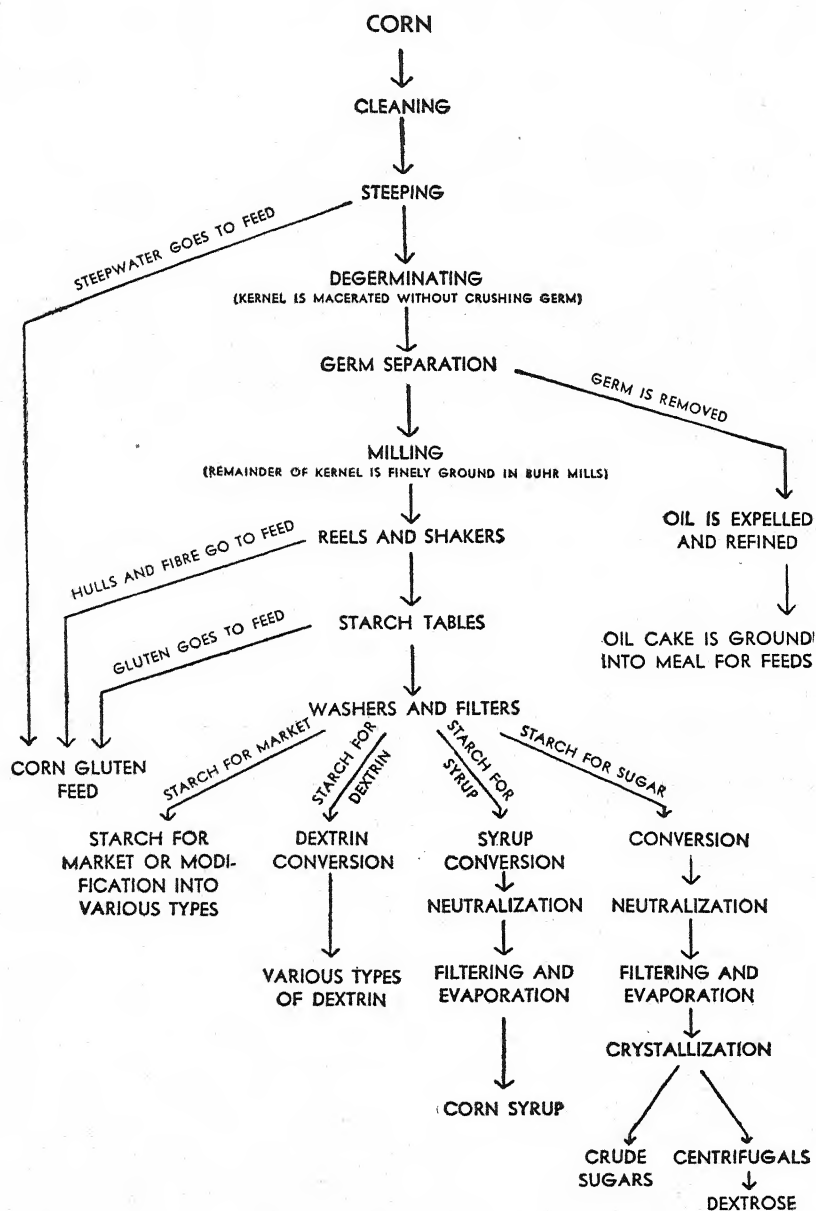 CORN
CLEANING
STEEPING
STEEPWATER GOES TO FEED
DEGERMINATING
(KERNEL IS MACERATED WITHOUT CRUSHING GERM)
GERM SEPARATION
GERM IS REMOVED
MILLING
(REMAINDER OF KERNEL IS FINELY GROUND IN BUHR MILLS)
OIL IS EXPELLED
AND REFINED
REELS AND SHAKERS
HULLS AND FIBRE GO TO FEED
STARCH TABLES
GLUTEN GOES TO FEED
OIL CAKE IS GROUND
INTO MEAL FOR FEEDS
WASHERS AND FILTERS
CORN GLUTEN
FEED
STARCH FOR MARKET
STARCH FOR
DEXTRIN
STARCH FOR
SYRUP
STARCH FOR SUGAR
STARCH FOR
MARKET OR MODI-
FICATION INTO
VARIOUS TYPES
DEXTRIN
CONVERSION
VARIOUS TYPES
OF DEXTRIN
SYRUP
CONVERSION
NEUTRALIZATION
FILTERING AND
EVAPORATION
CORN SYRUP
CONVERSION
NEUTRALIZATION
FILTERING AND
EVAPORATION
CRYSTALLIZATION
CRUDE
SUGARS
CENTRIFUGALS
DEXTROSE